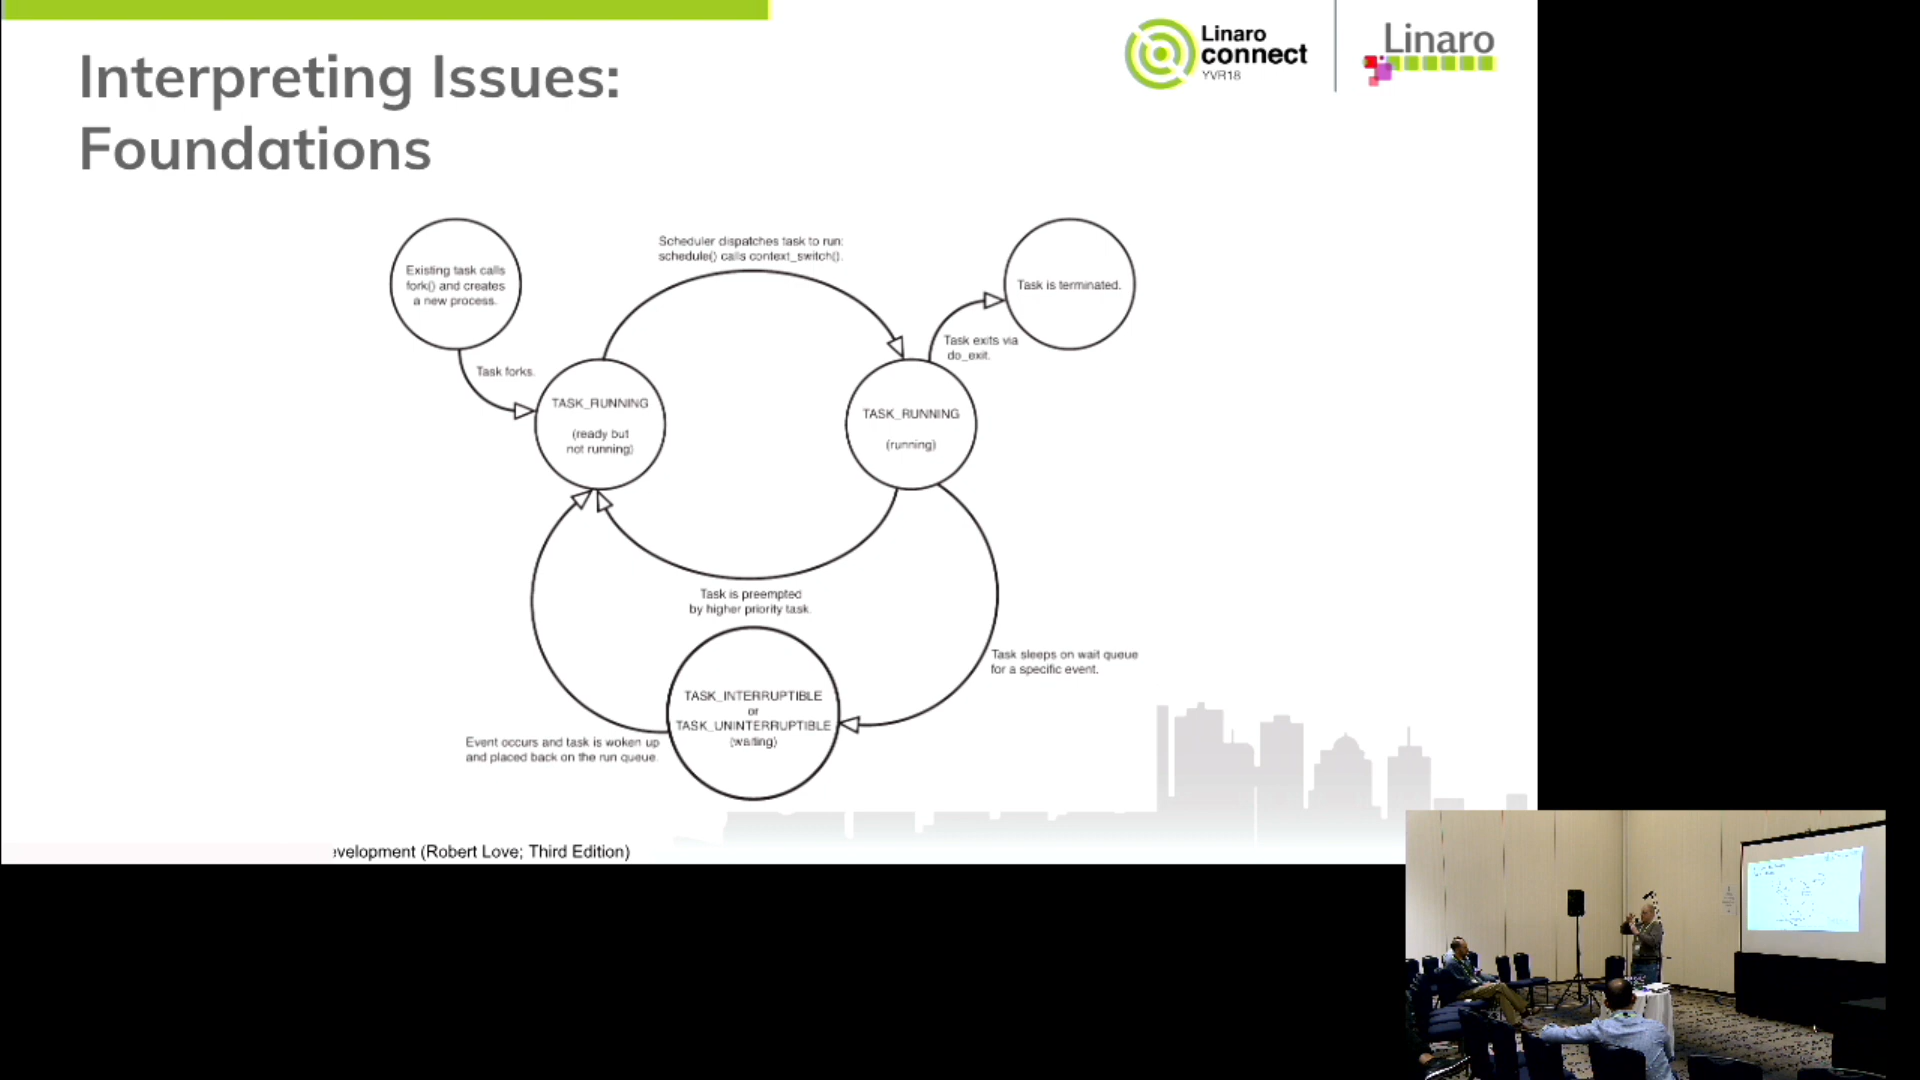 Interpreting Issues:
Foundations
Linaro
connect
YVR18
Linaro
Existing task calls
fork() and creates
a new process.
Scheduler dispatches task to run:
schedule() calls context_switch().
Task is terminated.
Task exits via
do_exit.
Task forks.
TASK_RUNNING
(ready but
not running)
TASK_RUNNING
(running)
Task is preempted
by higher priority task.
Task sleeps on wait queue
for a specific event.
TASK_INTERRUPTIBLE
or
TASK_UNINTERRUPTIBLE
(waiting)
Event occurs and task is woken up
and placed back on the run queue.
(Robert Love; Third Edition)